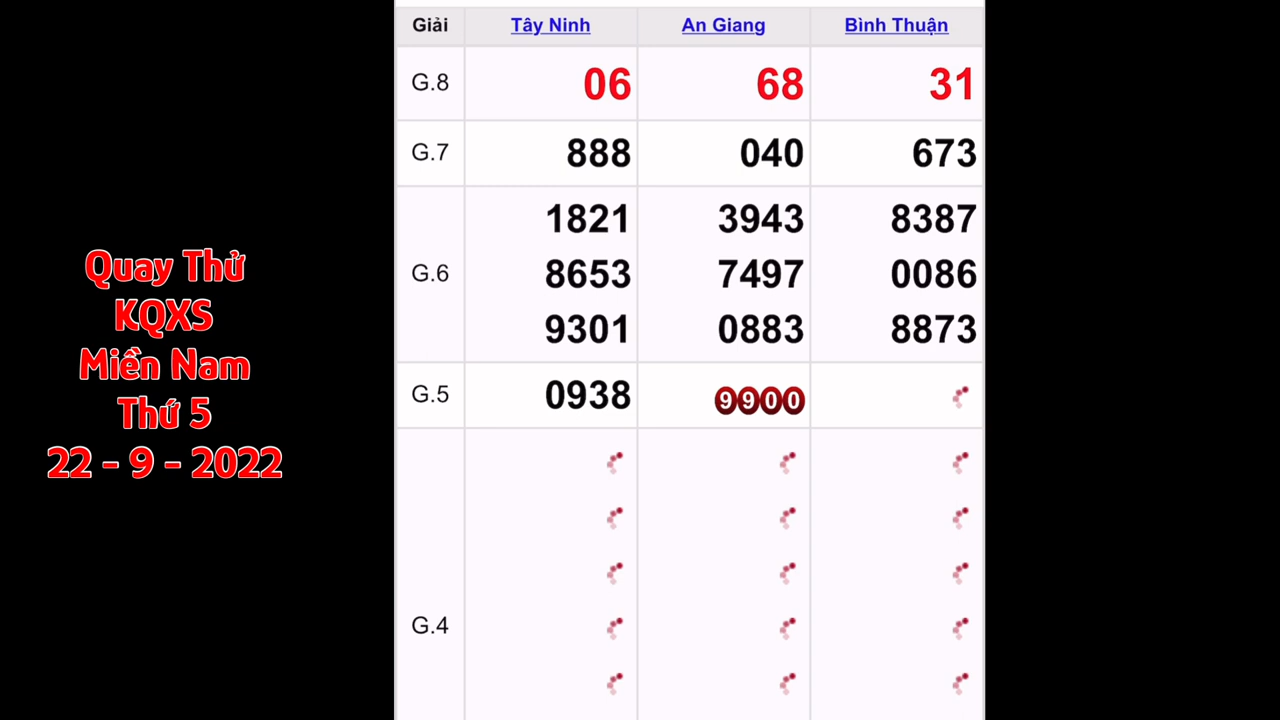 Quay Thử
KQXS
Miền Nam
Thứ 5
22 - 9 - 2022
Giải Tây Ninh An Giang Bình Thuận
G.8 06 68 31
G.7 888 040 673
1821 3943 8387
G.6 8653 7497 0086
9301 0883 8873
G.5 0938 9900
G.4